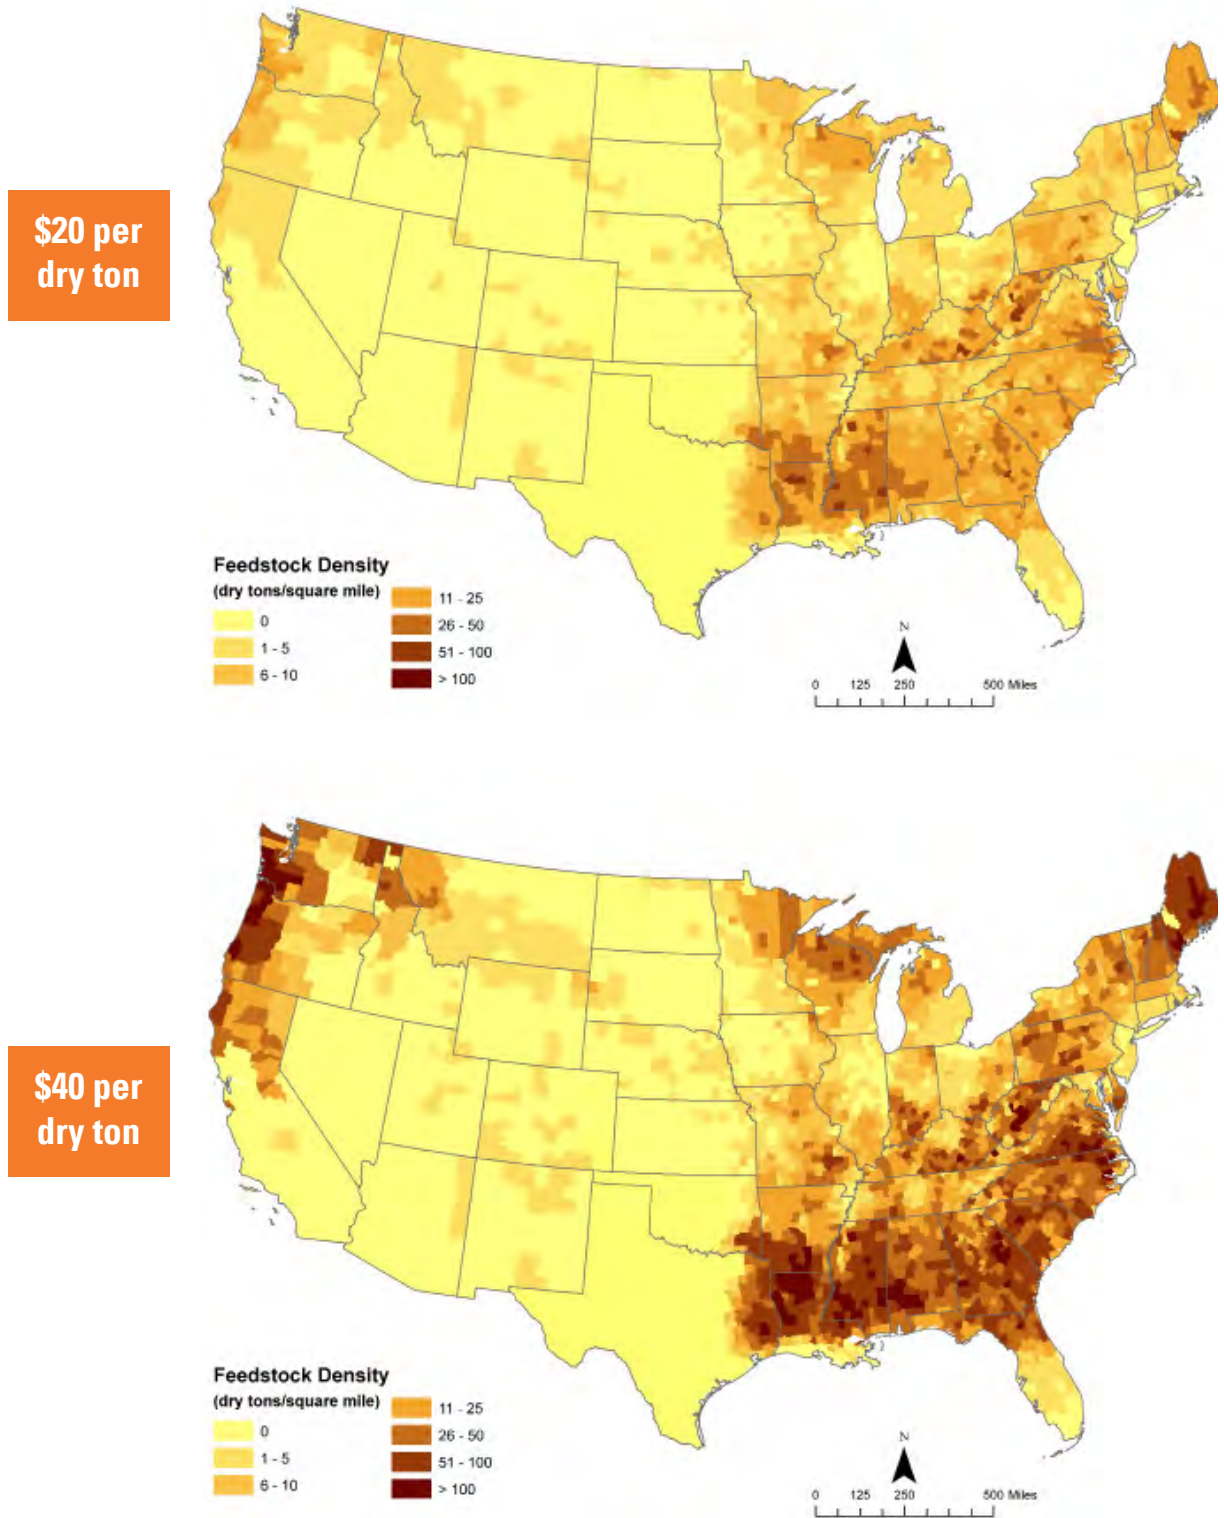 $20 per
dry ton
Feedstock Density
(dry tons/square mile)
0
1 - 5
6 - 10
11 - 25
26 - 50
51 - 100
> 100
N
0 125 250 500 Miles
$40 per
dry ton
Feedstock Density
(dry tons/square mile)
0
1 - 5
6 - 10
11 - 25
26 - 50
51 - 100
> 100
N
0 125 250 500 Miles